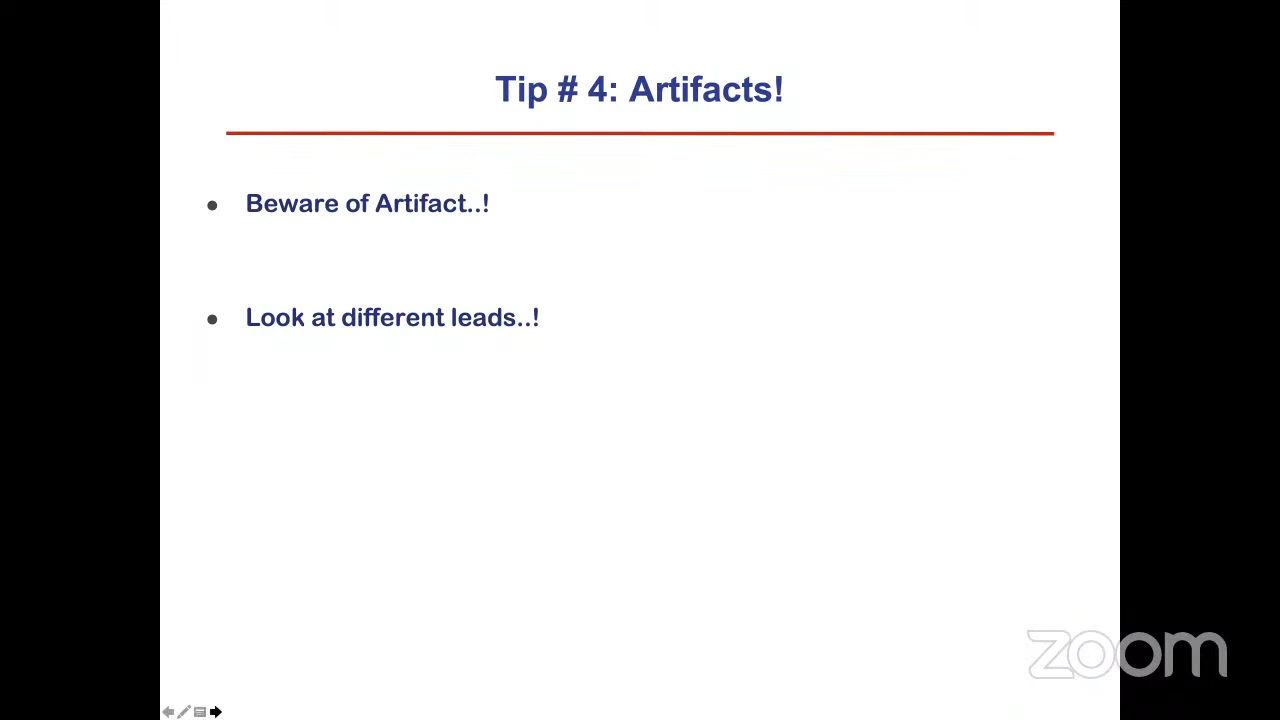 Tip # 4: Artifacts!
Beware of Artifact..!
Look at different leads..!
zoom